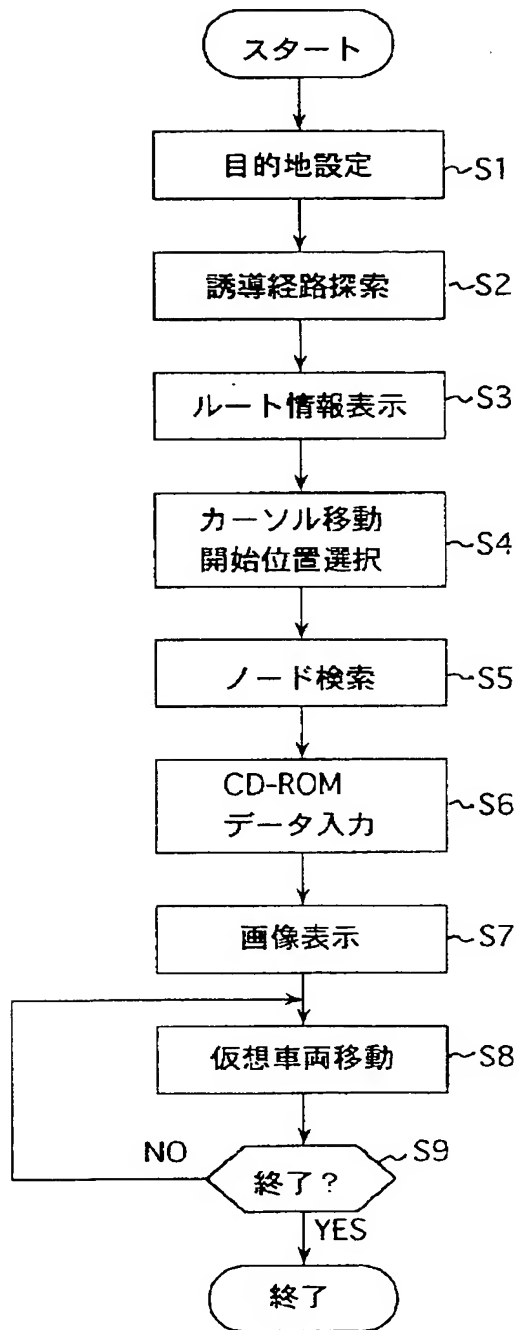 スタート
目的地設定
~S1
誘導経路探索
~S2
ルート情報表示
~S3
カーソル移動
開始位置選択
~S4
ノード検索
~S5
CD-ROM
データ入力
~S6
画像表示
~S7
仮想車両移動
~S8
NO
終了？
S9
YES
終了